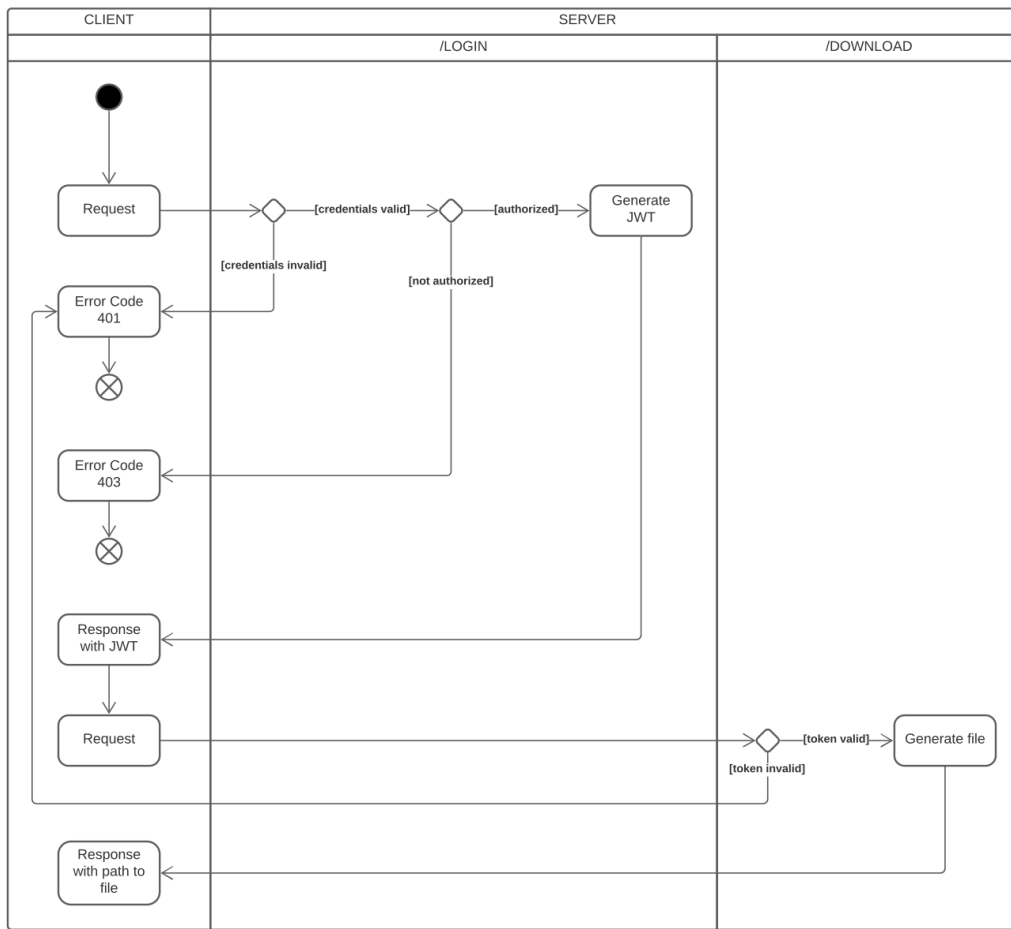 CLIENT
SERVER
/LOGIN
/DOWNLOAD
Request
[credentials valid]
[authorized]
Generate
JWT
[credentials invalid]
[not authorized]
Error Code
401
Error Code
403
Response
with JWT
Request
[token valid]
Generate file
[token invalid]
Response
with path to
file